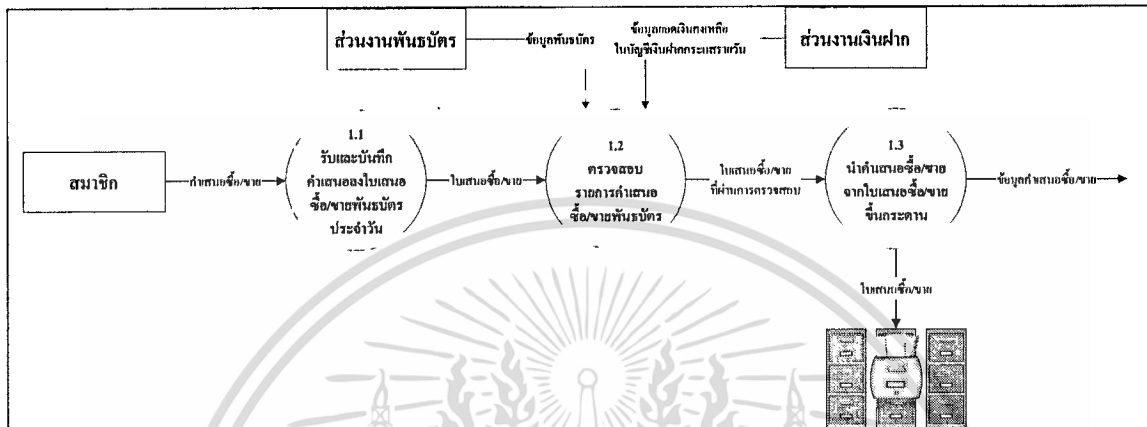 ส่วนงานพันธบัตร
ข้อมูลพันธบัตร
ข้อมูลยอดเงินคงเหลือ
ในบัญชีเงินฝากกระแสรายวัน
ส่วนงานเงินฝาก
สมาชิก
คำเสนอซื้อ/ขาย
1.1
รับและบันทึก
คำเสนอลงใบเสนอ
ซื้อ/ขายพันธบัตร
ประจำวัน
ใบเสนอซื้อ/ขาย
1.2
ตรวจสอบ
รายการคำเสนอ
ซื้อ/ขายพันธบัตร
ใบเสนอซื้อ/ขาย
ที่ผ่านการตรวจสอบ
1.3
นำคำเสนอซื้อ/ขาย
จากใบเสนอซื้อ/ขาย
ขึ้นกระดาน
ข้อมูลคำเสนอซื้อ/ขาย
ใบเสนอซื้อ/ขาย